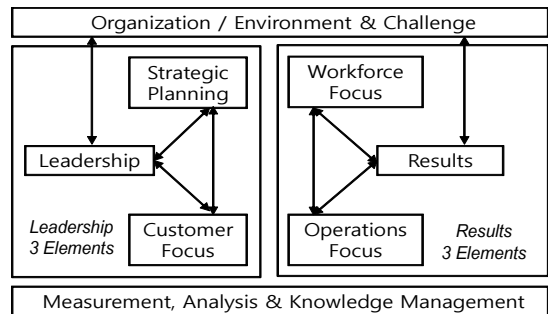 Organization / Environment & Challenge
Strategic
Planning
Leadership
Customer
Focus
Leadership
3 Elements
Workforce
Focus
Results
Operations
Focus
Results
3 Elements
Measurement, Analysis & Knowledge Management